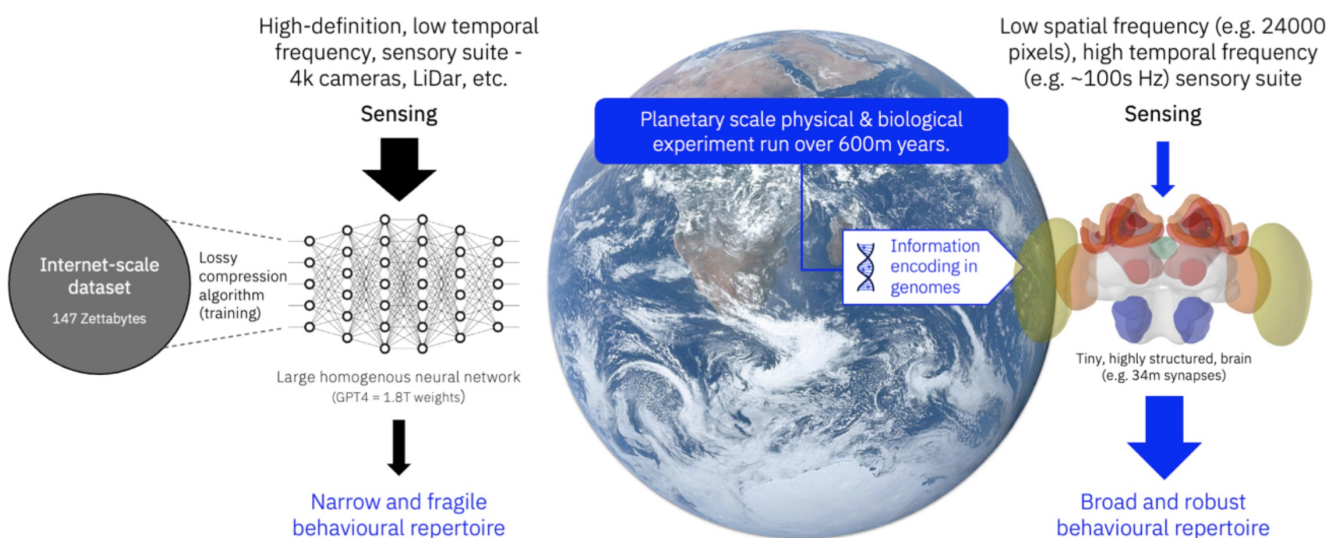 High-definition, low temporal
frequency, sensory suite -
4k cameras, LiDar, etc.
Sensing
Internet-scale
dataset
147 Zettabytes
Lossy
compression
algorithm
(training)
Large homogenous neural network
(GPT4 = 1.8T weights)
Narrow and fragile
behavioural repertoire
Planetary scale physical & biological
experiment run over 600m years.
Information
encoding in
genomes
Low spatial frequency (e.g. 24000
pixels), high temporal frequency
(e.g. ~100s Hz) sensory suite
Sensing
Tiny, highly structured, brain
(e.g. 34m synapses)
Broad and robust
behavioural repertoire